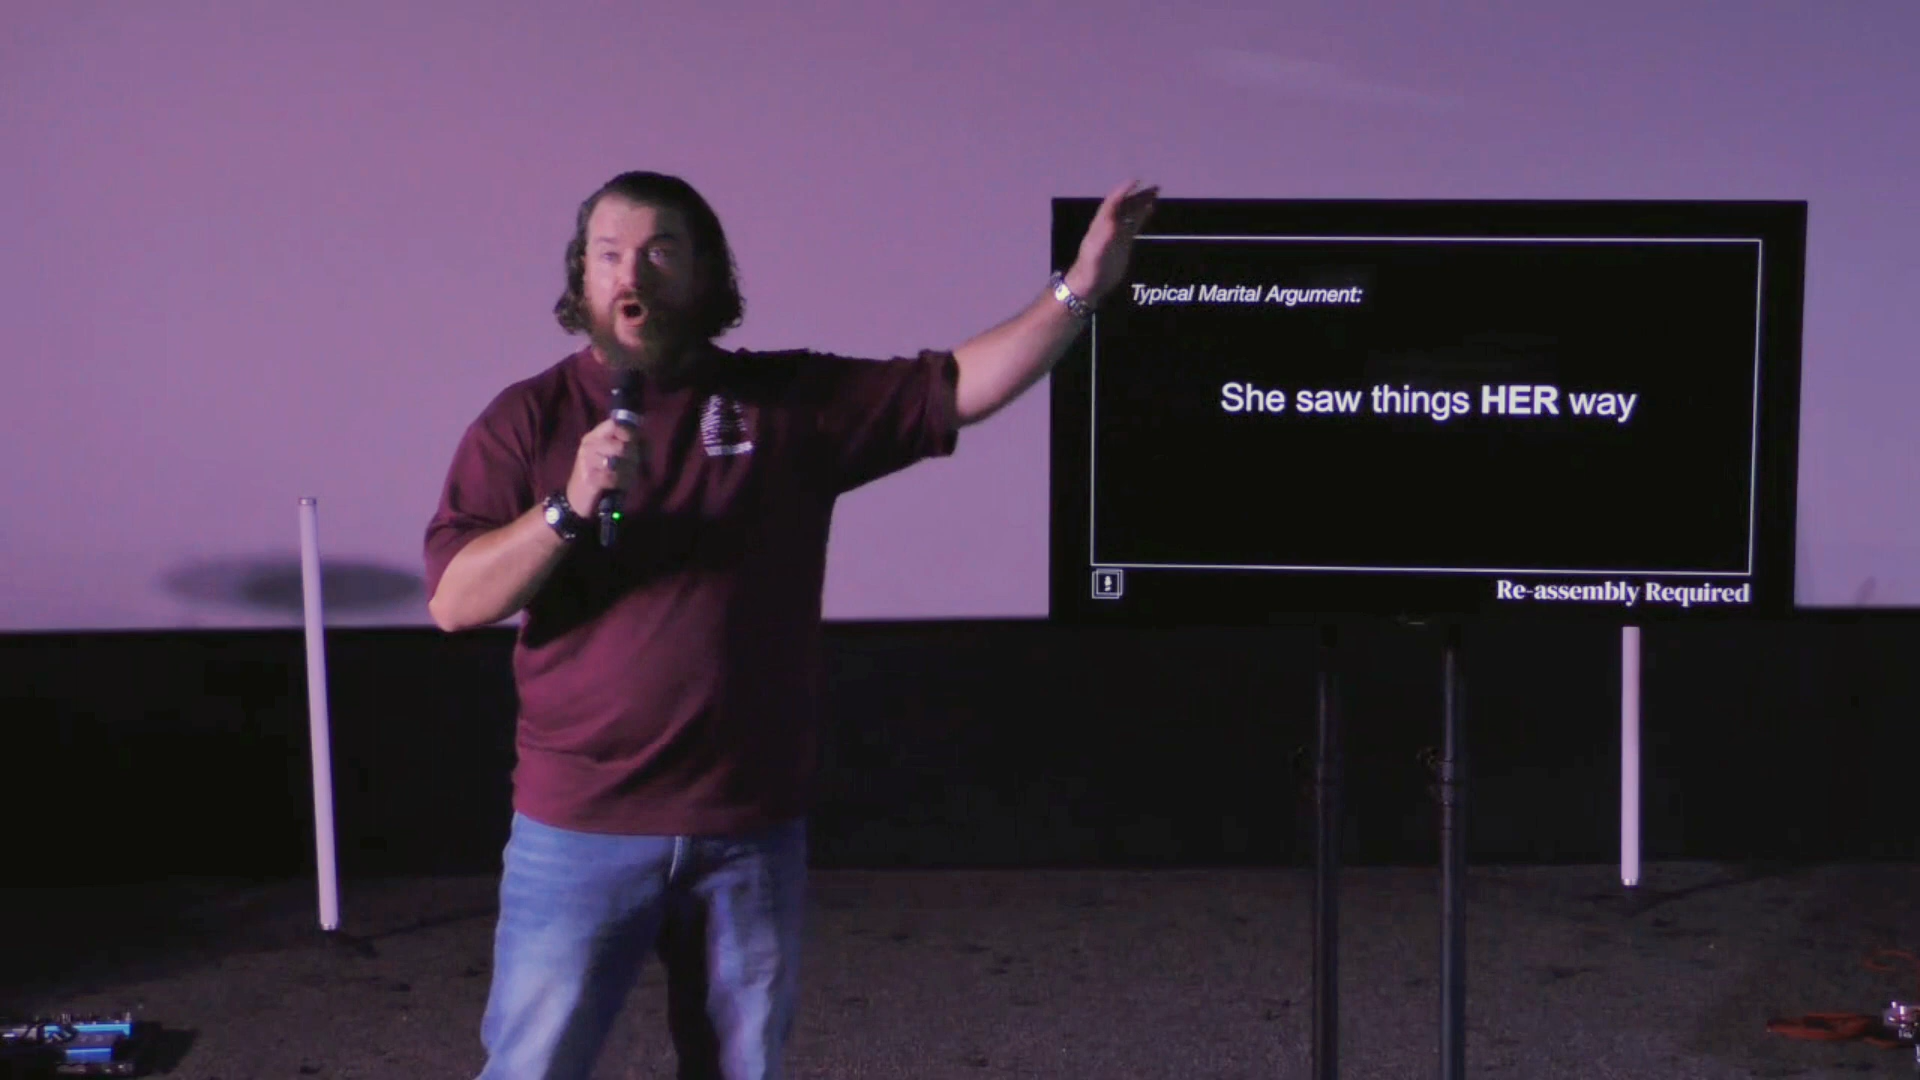 Typical Marital Argument:
She saw things HER way
Re-assembly Required